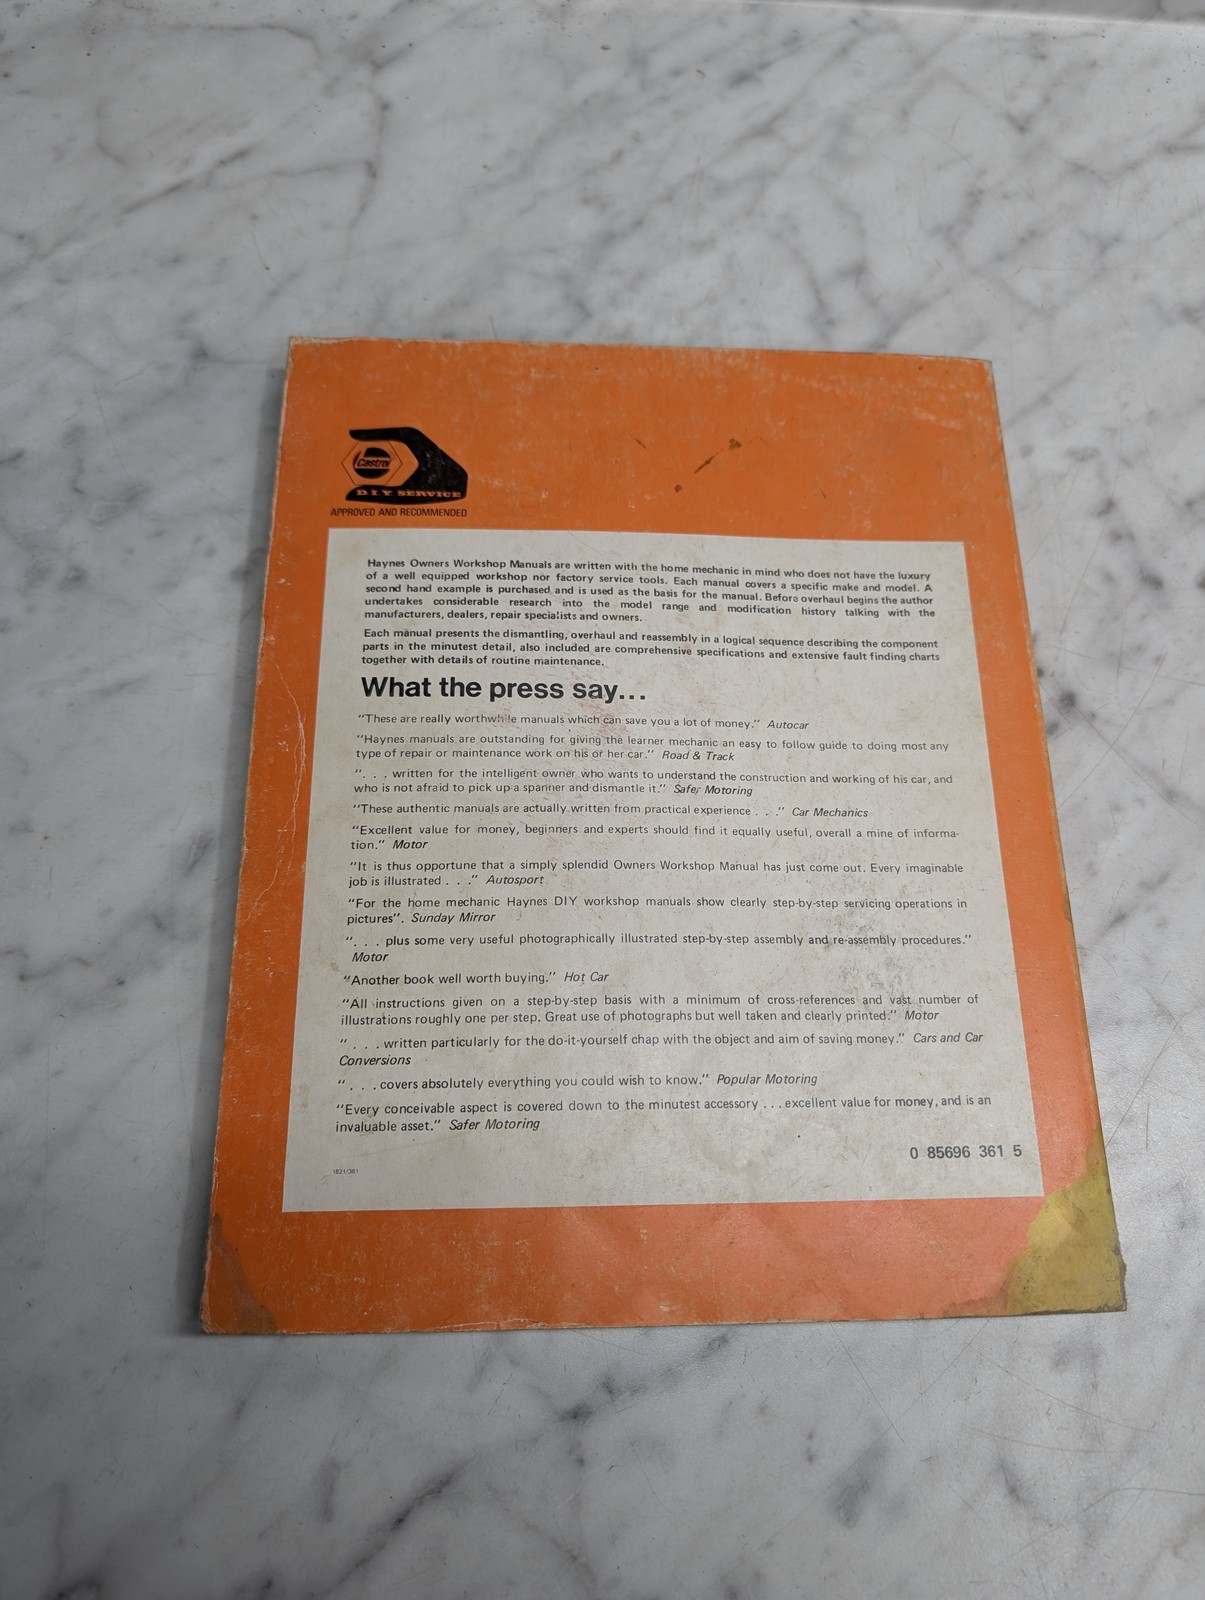 Castrol
D.I.Y SERVICE
APPROVED AND RECOMMENDED
Haynes Owners Workshop Manuals are written with the home mechanic in mind who does not have the luxury
of a well equipped workshop nor factory service tools. Each manual covers a specific make and model. A
second hand example is purchased and is used as the basis for the manual. Before overhaul begins the author
undertakes considerable research into the model range and modification history talking with the
manufacturers, dealers, repair specialists and owners.
Each manual presents the dismantling, overhaul and reassembly in a logical sequence describing the component
parts in the minutest detail, also included are comprehensive specifications and extensive fault finding charts
together with details of routine maintenance.
What the press say...
"These are really worthwhile manuals which can save you a lot of money." Autocar
"Haynes manuals are outstanding for giving the learner mechanic an easy to follow guide to doing most any
type of repair or maintenance work on his or her car." Road & Track
". . . written for the intelligent owner who wants to understand the construction and working of his car, and
who is not afraid to pick up a spanner and dismantle it." Safer Motoring
"These authentic manuals are actually written from practical experience . . ." Car Mechanics
"Excellent value for money, beginners and experts should find it equally useful, overall a mine of informa-
tion." Motor
"It is thus opportune that a simply splendid Owners Workshop Manual has just come out. Every imaginable
job is illustrated . . ." Autosport
"For the home mechanic Haynes DIY workshop manuals show clearly step-by-step servicing operations in
pictures". Sunday Mirror
". . . plus some very useful photographically illustrated step-by-step assembly and re-assembly procedures."
Motor
"Another book well worth buying." Hot Car
"All instructions given on a step-by-step basis with a minimum of cross-references and vast number of
illustrations roughly one per step. Great use of photographs but well taken and clearly printed." Motor
" . . . written particularly for the do-it-yourself chap with the object and aim of saving money." Cars and Car
Conversions
" . . . covers absolutely everything you could wish to know." Popular Motoring
"Every conceivable aspect is covered down to the minutest accessory . . . excellent value for money, and is an
invaluable asset." Safer Motoring
0 85696 361 5
1821/361